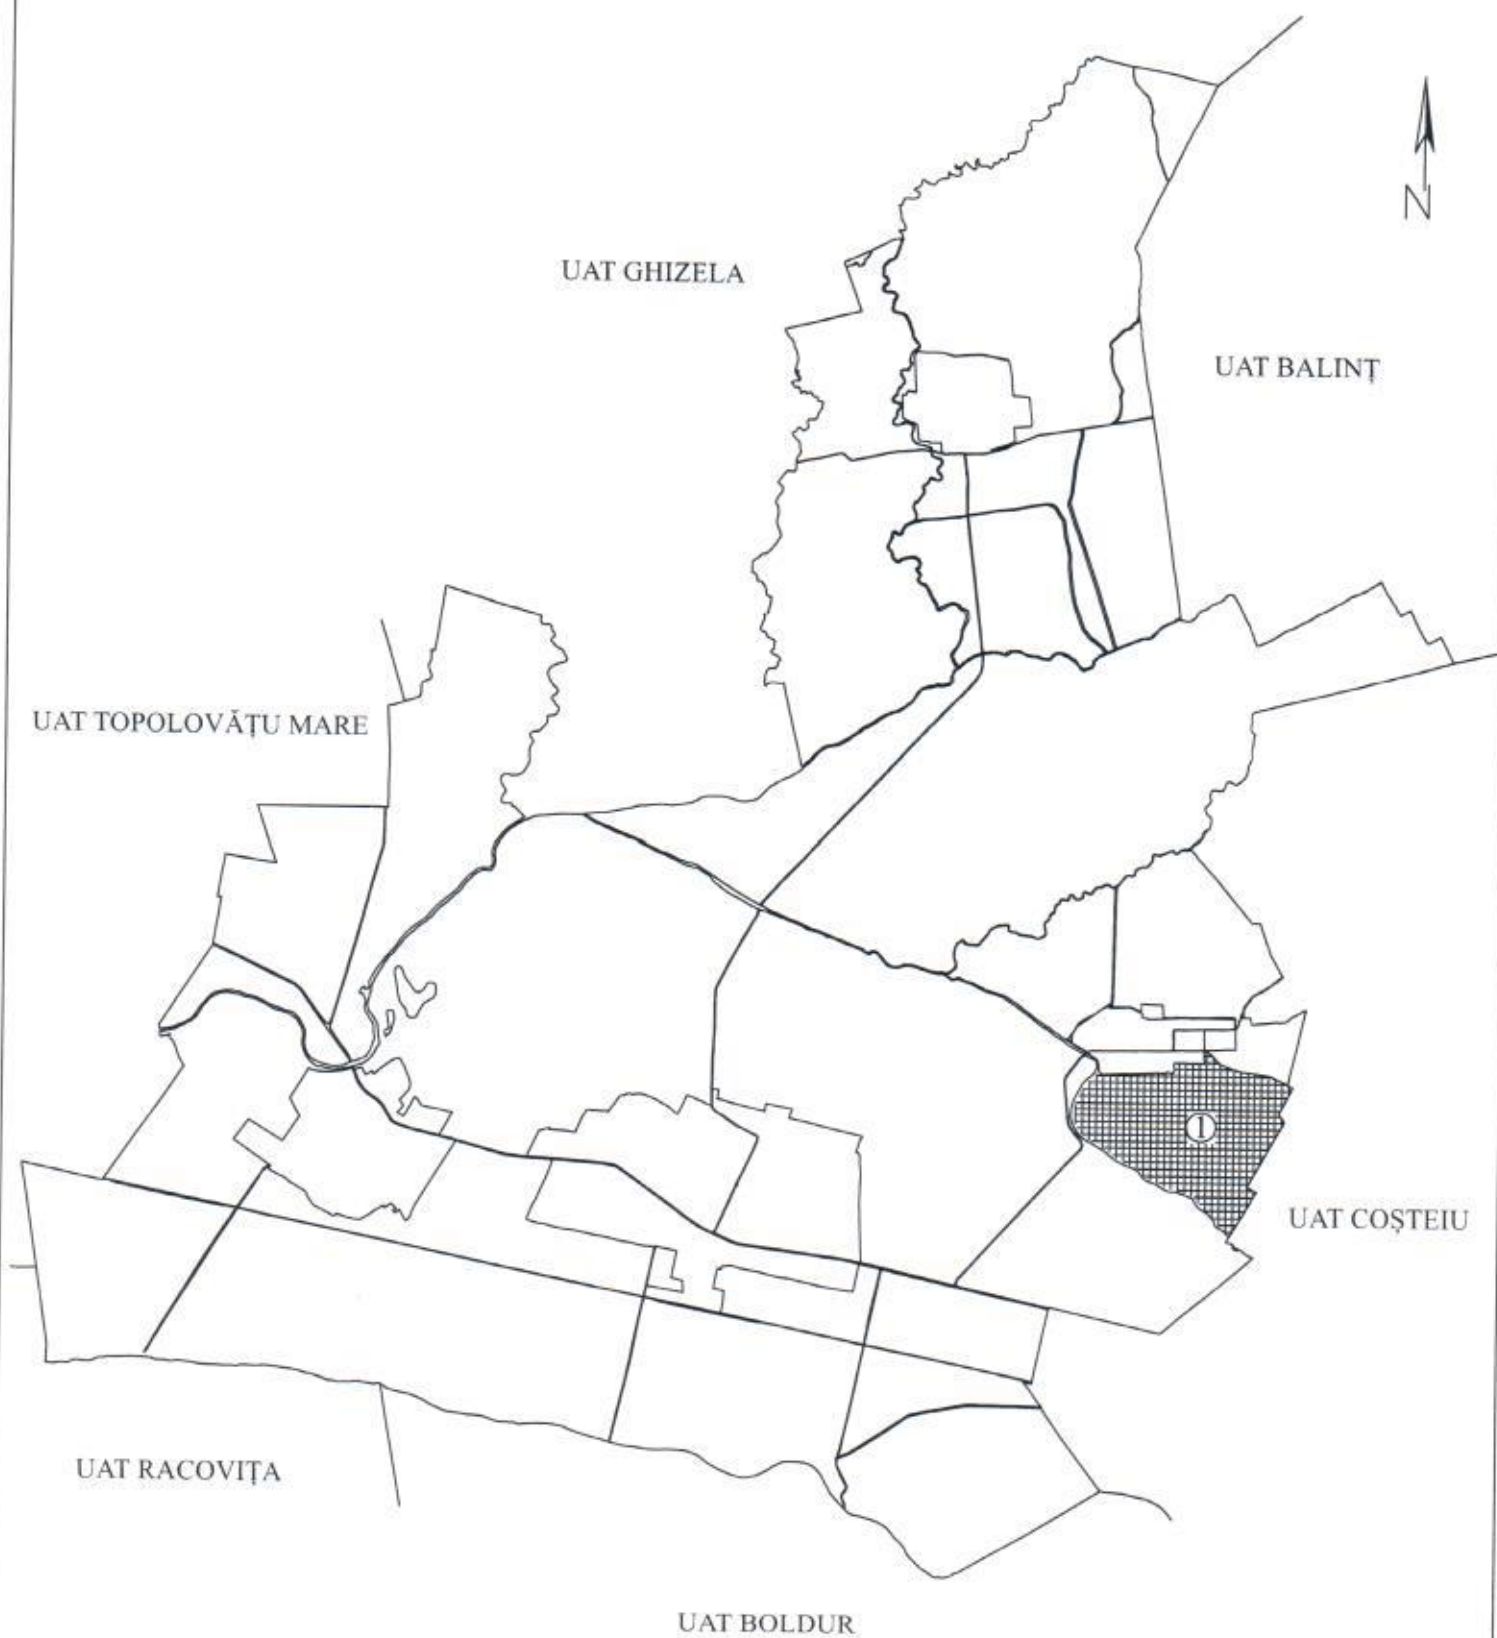 N
UAT GHIZELA
UAT BALINȚ
UAT TOPOLOVĂȚU MARE
1
UAT COȘTEIU
UAT RACOVIȚA
UAT BOLDUR